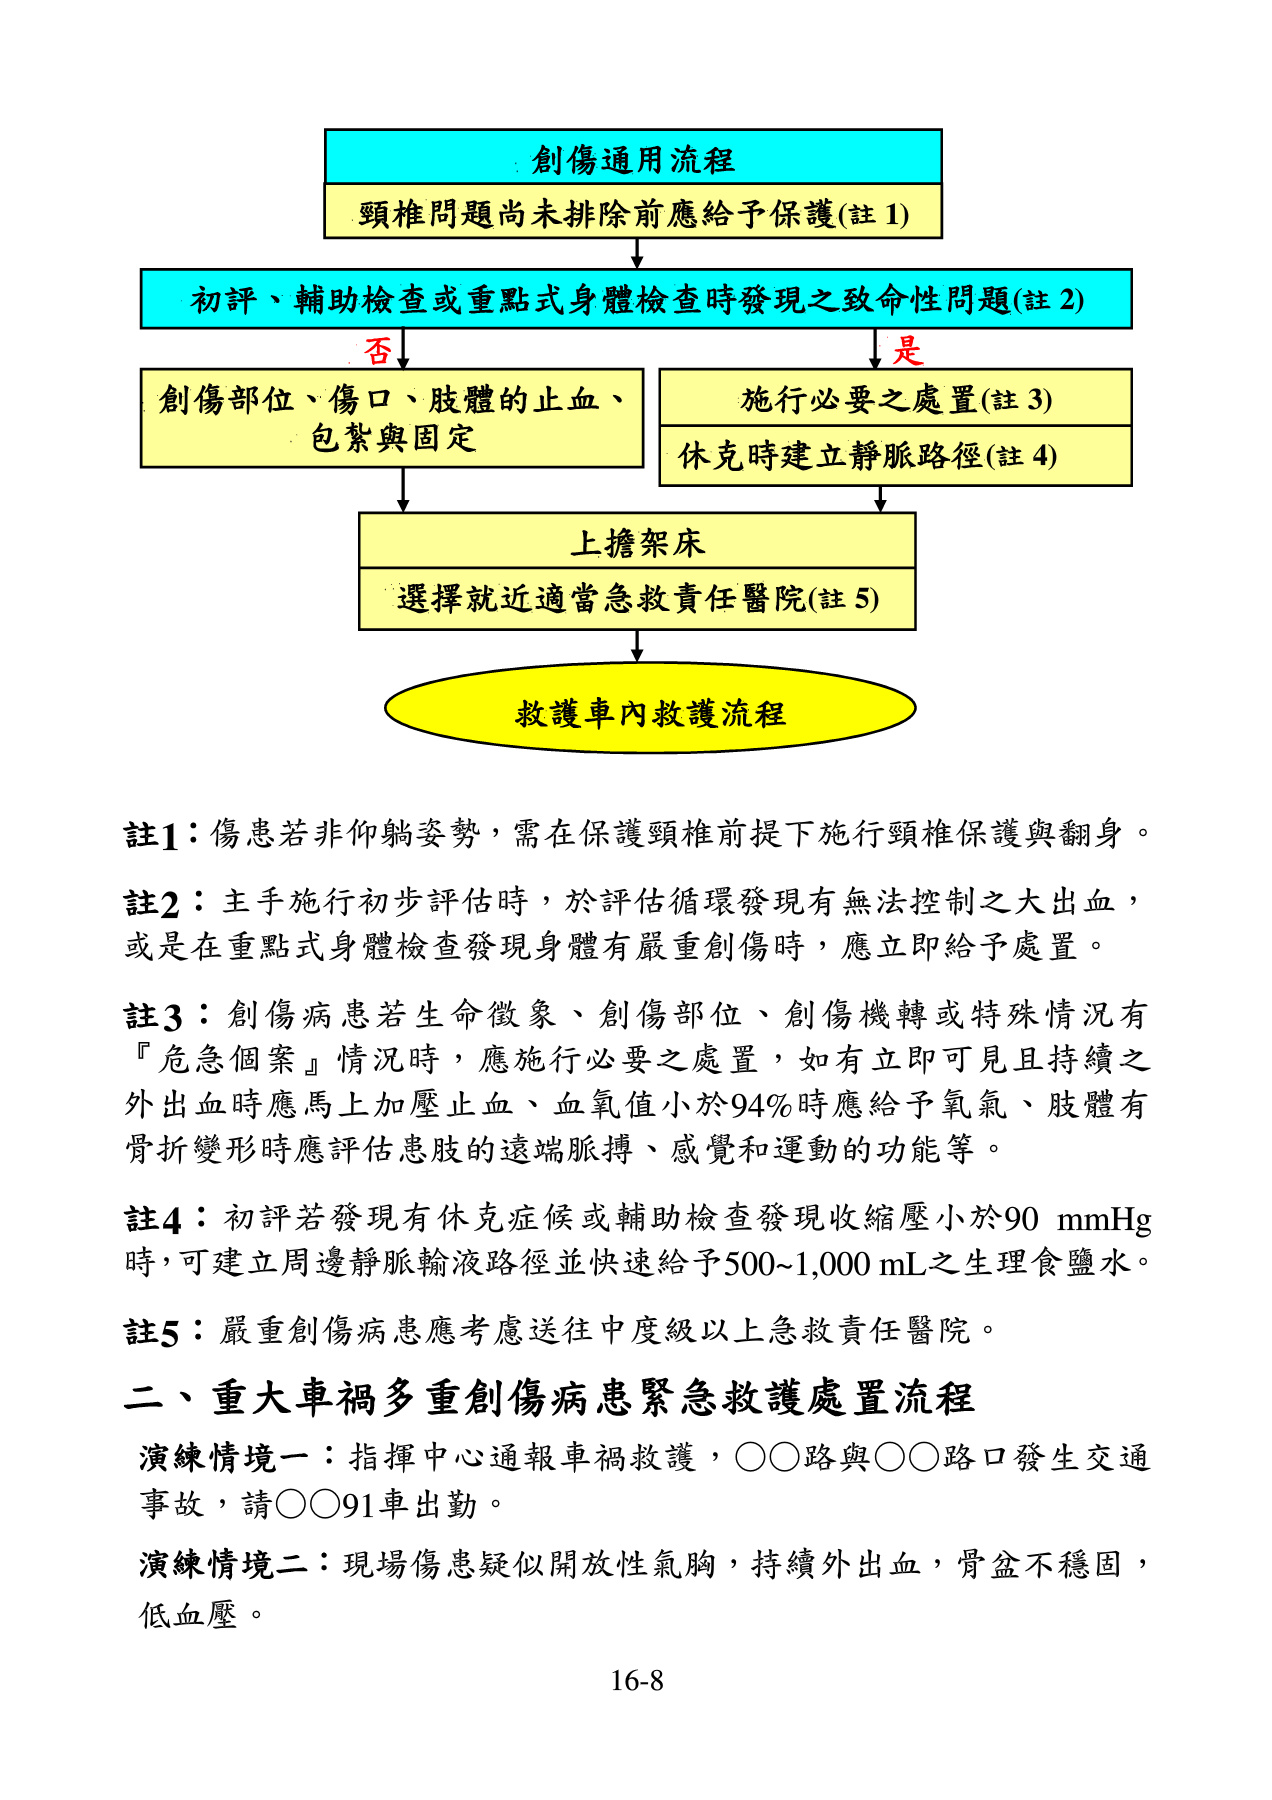 創傷通用流程
頸椎問題尚未排除前應給予保護(註 1)
初評、輔助檢查或重點式身體檢查時發現之致命性問題(註 2)
否
是
創傷部位、傷口、肢體的止血、
包紮與固定
施行必要之處置(註 3)
休克時建立靜脈路徑(註 4)
上擔架床
選擇就近適當急救責任醫院(註 5)
救護車內救護流程
註1：傷患若非仰躺姿勢，需在保護頸椎前提下施行頸椎保護與翻身。
註2：主手施行初步評估時，於評估循環發現有無法控制之大出血，
或是在重點式身體檢查發現身體有嚴重創傷時，應立即給予處置。
註3：創傷病患若生命徵象、創傷部位、創傷機轉或特殊情況有
『危急個案』情況時，應施行必要之處置，如有立即可見且持續之
外出血時應馬上加壓止血、血氧值小於94%時應給予氧氣、肢體有
骨折變形時應評估患肢的遠端脈搏、感覺和運動的功能等。
註4：初評若發現有休克症候或輔助檢查發現收縮壓小於90 mmHg
時，可建立周邊靜脈輸液路徑並快速給予500~1,000 mL之生理食鹽水。
註5：嚴重創傷病患應考慮送往中度級以上急救責任醫院。
二、重大車禍多重創傷病患緊急救護處置流程
演練情境一：指揮中心通報車禍救護，○○路與○○路口發生交通
事故，請○○91車出勤。
演練情境二：現場傷患疑似開放性氣胸，持續外出血，骨盆不穩固，
低血壓。
16-8